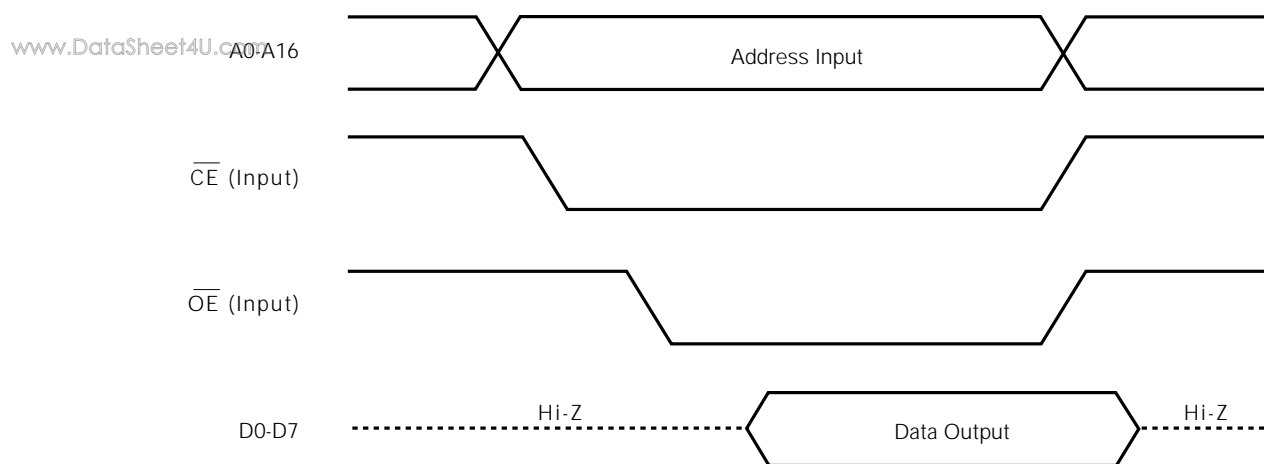 www.DataSheet4U.com
A0-A16
Address Input
CE (Input)
OE (Input)
Hi-Z
Hi-Z
D0-D7
Data Output